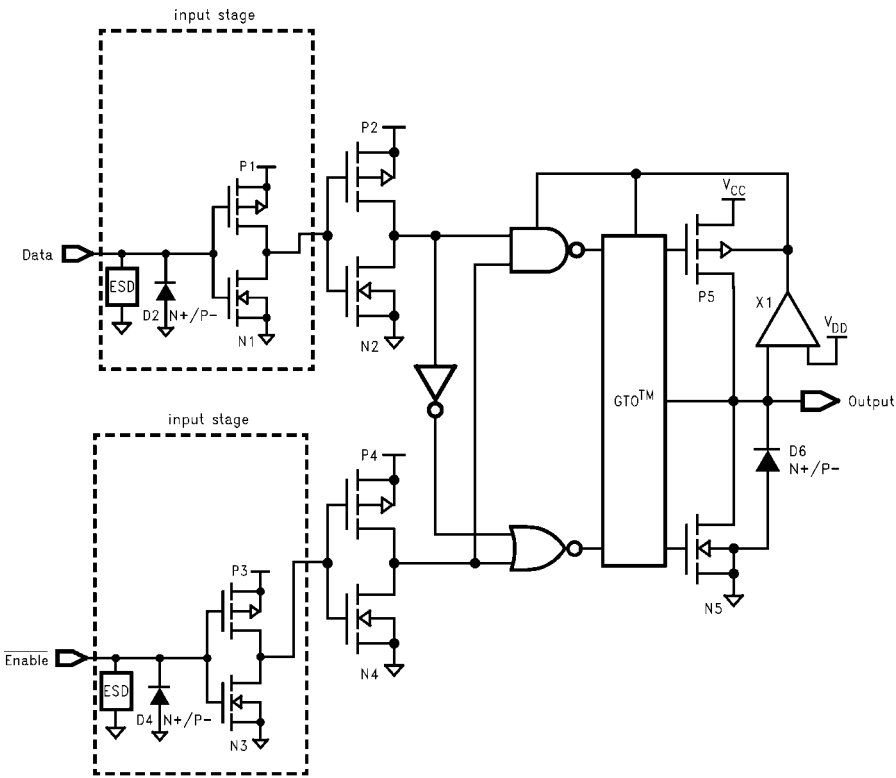 input stage
P1
P2
Data
ESD
D2 N+/P-
N1
N2
V_CC
P5
X1
V_DD
GTO™
Output
D6
N+/P-
input stage
P4
P3
N5
Enable
ESD
D4 N+/P-
N3
N4